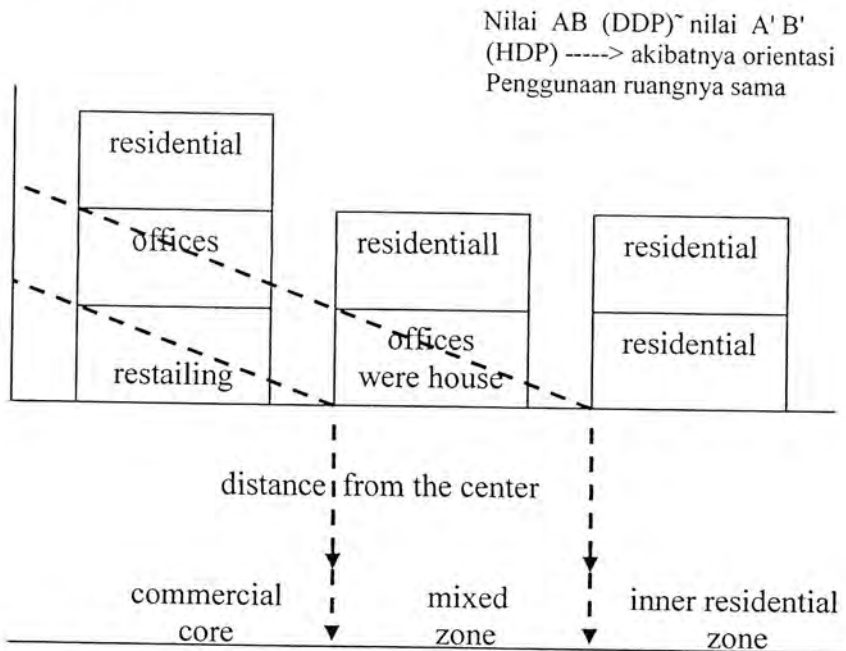 Nilai AB (DDP)~ nilai A' B'
(HDP) -----> akibatnya orientasi
Penggunaan ruangnya sama
residential
offices
restailing
residentiall
offices
were house
residential
residential
distance from the center
commercial
core
mixed
zone
inner residential
zone